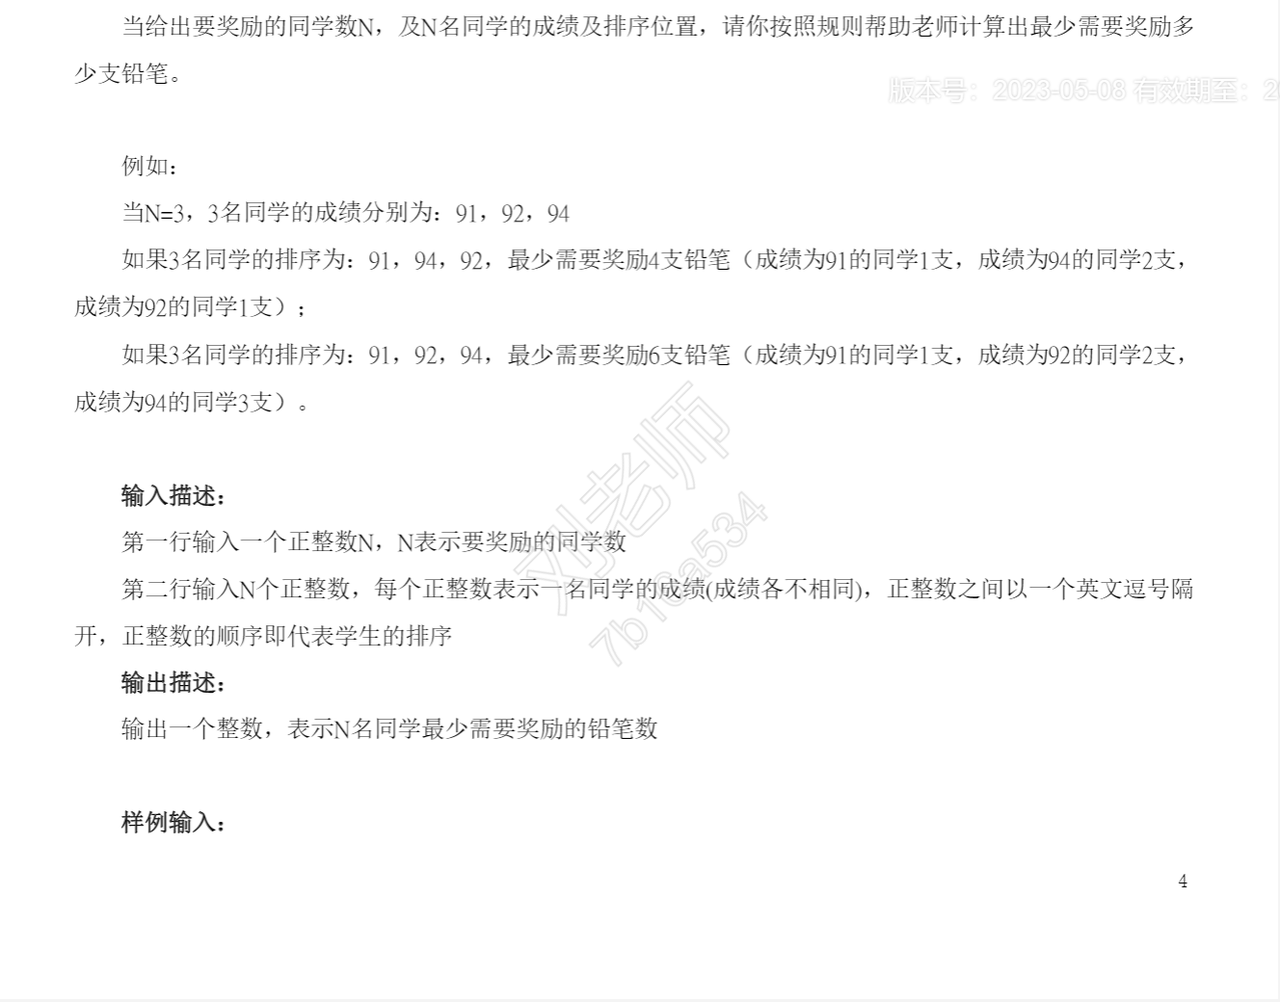 当给出要奖励的同学数N，及N名同学的成绩及排序位置，请你按照规则帮助老师计算出最少需要奖励多
少支铅笔。
版本号：2023-05-08 有效期至：2
例如：
当N=3，3名同学的成绩分别为：91，92，94
如果3名同学的排序为：91，94，92，最少需要奖励4支铅笔（成绩为91的同学1支，成绩为94的同学2支，
成绩为92的同学1支）；
如果3名同学的排序为：91，92，94，最少需要奖励6支铅笔（成绩为91的同学1支，成绩为92的同学2支，
成绩为94的同学3支）。
刘老师
7b16a534
输入描述：
第一行输入一个正整数N，N表示要奖励的同学数
第二行输入N个正整数，每个正整数表示一名同学的成绩(成绩各不相同)，正整数之间以一个英文逗号隔
开，正整数的顺序即代表学生的排序
输出描述：
输出一个整数，表示N名同学最少需要奖励的铅笔数
样例输入：
4